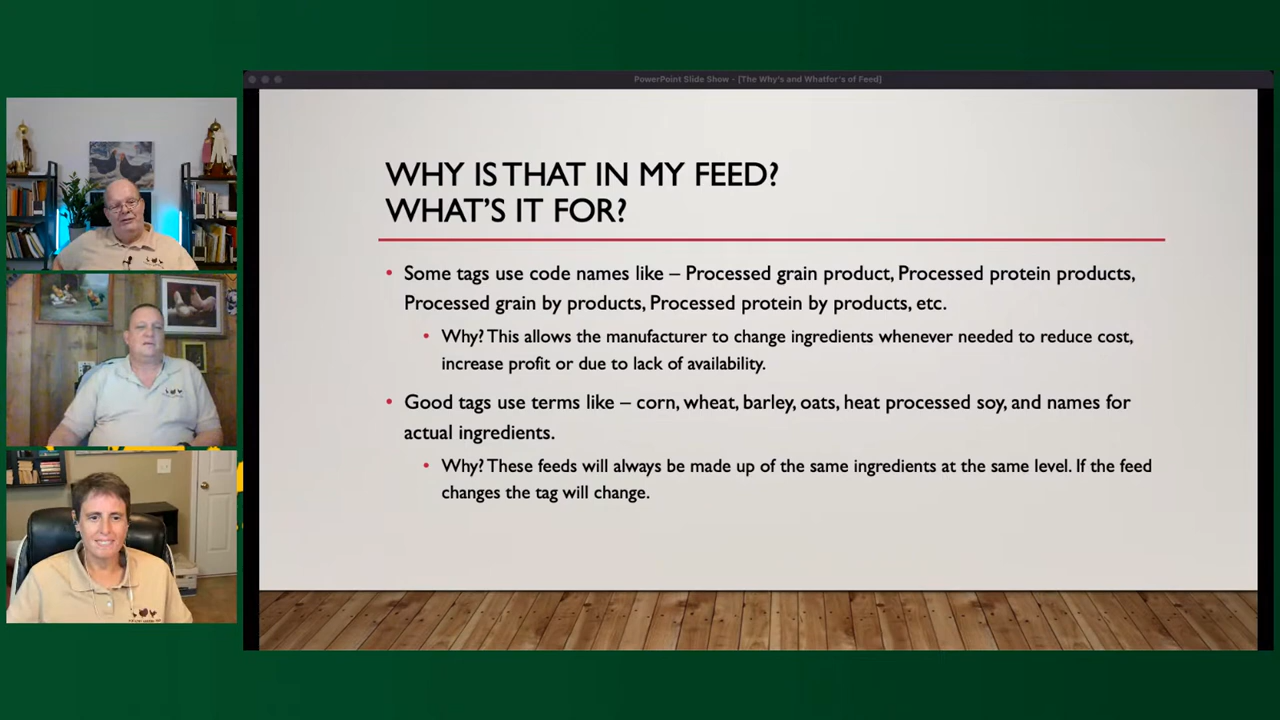 PowerPoint Slide Show - [The Why's and Whatfor's of Feed]
WHY IS THAT IN MY FEED?
WHAT'S IT FOR?
• Some tags use code names like – Processed grain product, Processed protein products,
Processed grain by products, Processed protein by products, etc.
• Why? This allows the manufacturer to change ingredients whenever needed to reduce cost,
increase profit or due to lack of availability.
• Good tags use terms like – corn, wheat, barley, oats, heat processed soy, and names for
actual ingredients.
• Why? These feeds will always be made up of the same ingredients at the same level. If the feed
changes the tag will change.